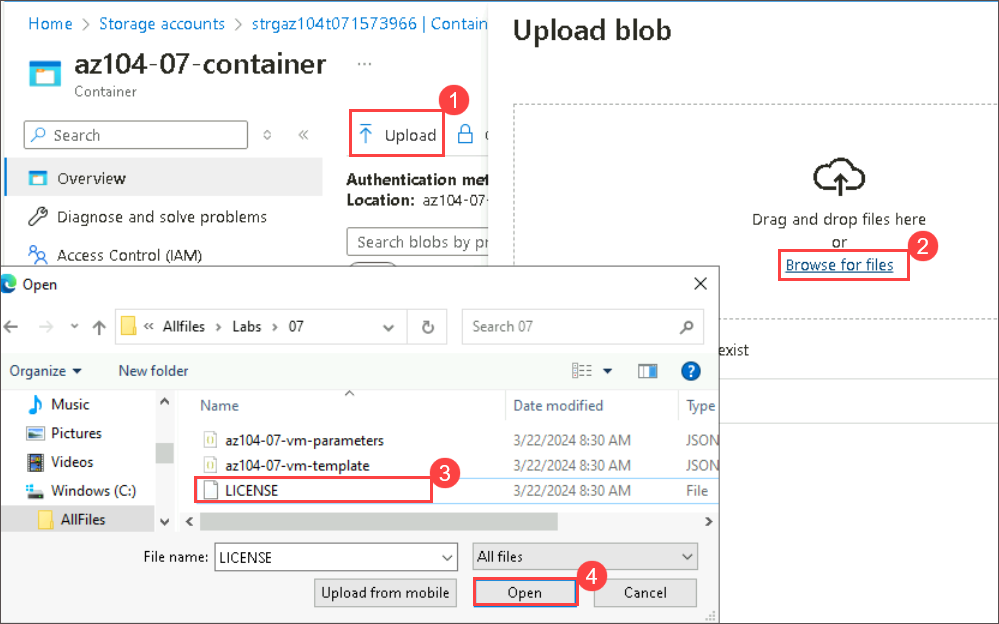 Home > Storage accounts > strgaz104t071573966 | Contain
az104-07-container ...
Container
Search
1
Upload
Overview
Diagnose and solve problems
Access Control (IAM)
Authentication met
Location: az104-07-
Search blobs by pr
Upload blob
Drag and drop files here
or
Browse for files
2
exist
Open
« Allfiles > Labs > 07
Search 07
Organize
New folder
?
Music
Pictures
Videos
Windows (C:)
AllFiles
Name Date modified Type
az104-07-vm-parameters 3/22/2024 8:30 AM JSON
az104-07-vm-template 3/22/2024 8:30 AM JSON
LICENSE 3/22/2024 8:30 AM File
3
File name: LICENSE
All files
Upload from mobile
Open
4
Cancel